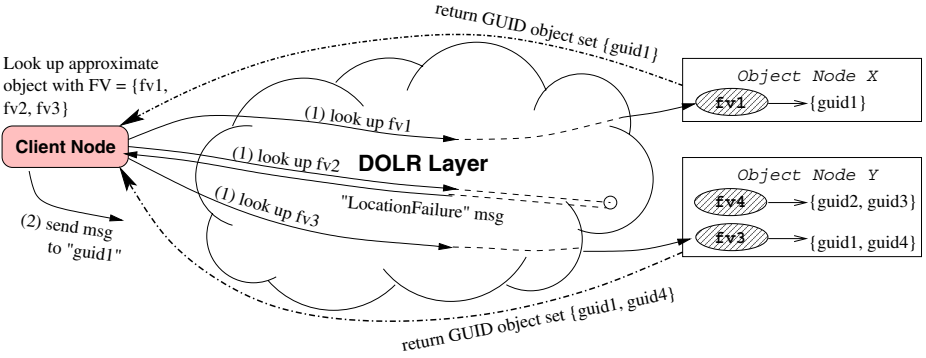 return GUID object set {guid1}
Look up approximate
object with FV = {fv1,
fv2, fv3}
Object Node X
fv1
{guid1}
(1) look up fv1
Client Node
(1) look up fv2
DOLR Layer
Object Node Y
(1) look up fv3
"LocationFailure" msg
fv4
{guid2, guid3}
(2) send msg
to "guid1"
fv3
{guid1, guid4}
return GUID object set {guid1, guid4}